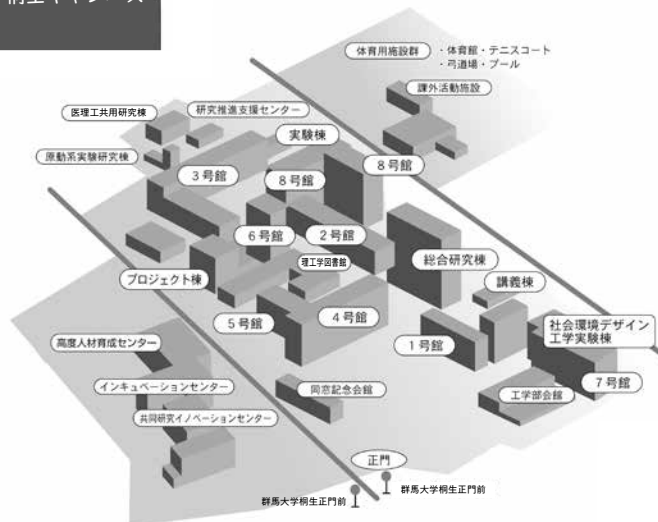 体育用施設群 ・体育館・テニスコート
・弓道場・プール
課外活動施設
医理工共用研究棟
研究推進支援センター
実験棟
原動系実験研究棟
3号館
8号館
8号館
6号館
2号館
理工学図書館
総合研究棟
プロジェクト棟
講義棟
5号館
4号館
1号館
社会環境デザイン
工学実験棟
高度人材育成センター
7号館
インキュベーションセンター
同窓記念会館
工学部会館
共同研究イノベーションセンター
正門
群馬大学桐生正門前
群馬大学桐生正門前